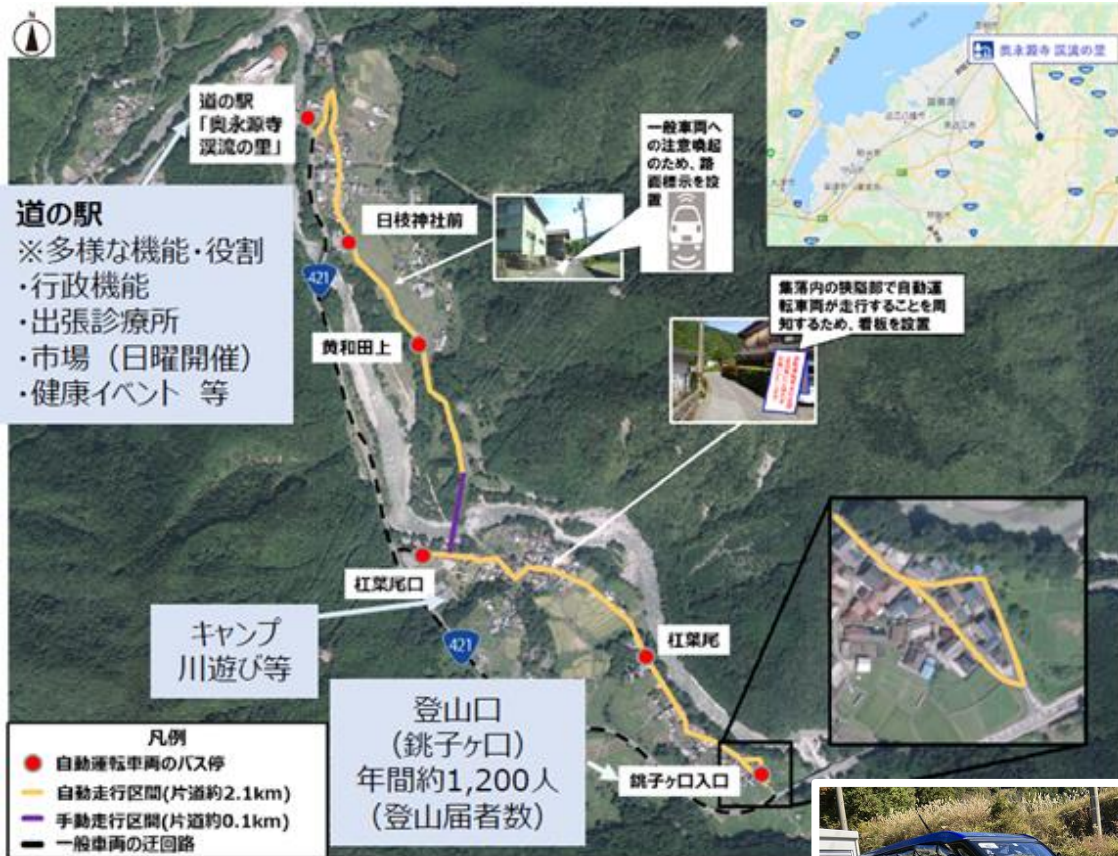 道の駅
「奥永源寺
渓流の里」
道の駅
※多様な機能・役割
・行政機能
・出張診療所
・市場（日曜開催）
・健康イベント　等
日枝神社前
一般車両へ
の注意喚起
のため、路
面標示を設
置
奥永源寺 渓流の里
421
黄和田上
集落内の狭隘部で自動運
転車両が走行することを周
知するため、看板を設置
杠葉尾口
キャンプ
川遊び等
421
杠葉尾
登山口
（銚子ヶ口）
年間約1,200人
（登山届者数）
銚子ヶ口入口
凡例
自動運転車両のバス停
自動走行区間(片道約2.1km)
手動走行区間(片道約0.1km)
一般車両の迂回路